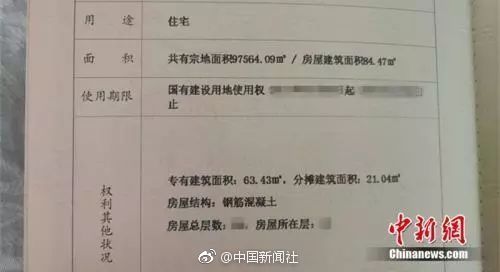 用 途 住宅
面 积 共有宗地面积97564.09㎡ / 房屋建筑面积84.47㎡
使用期限 国有建设用地使用权 起
止
权利其他状况
专有建筑面积：63.43㎡，分摊建筑面积：21.04㎡
房屋结构：钢筋混凝土
房屋总层数： ，房屋所在层：
中新网
Chinanews.com
@中国新闻社